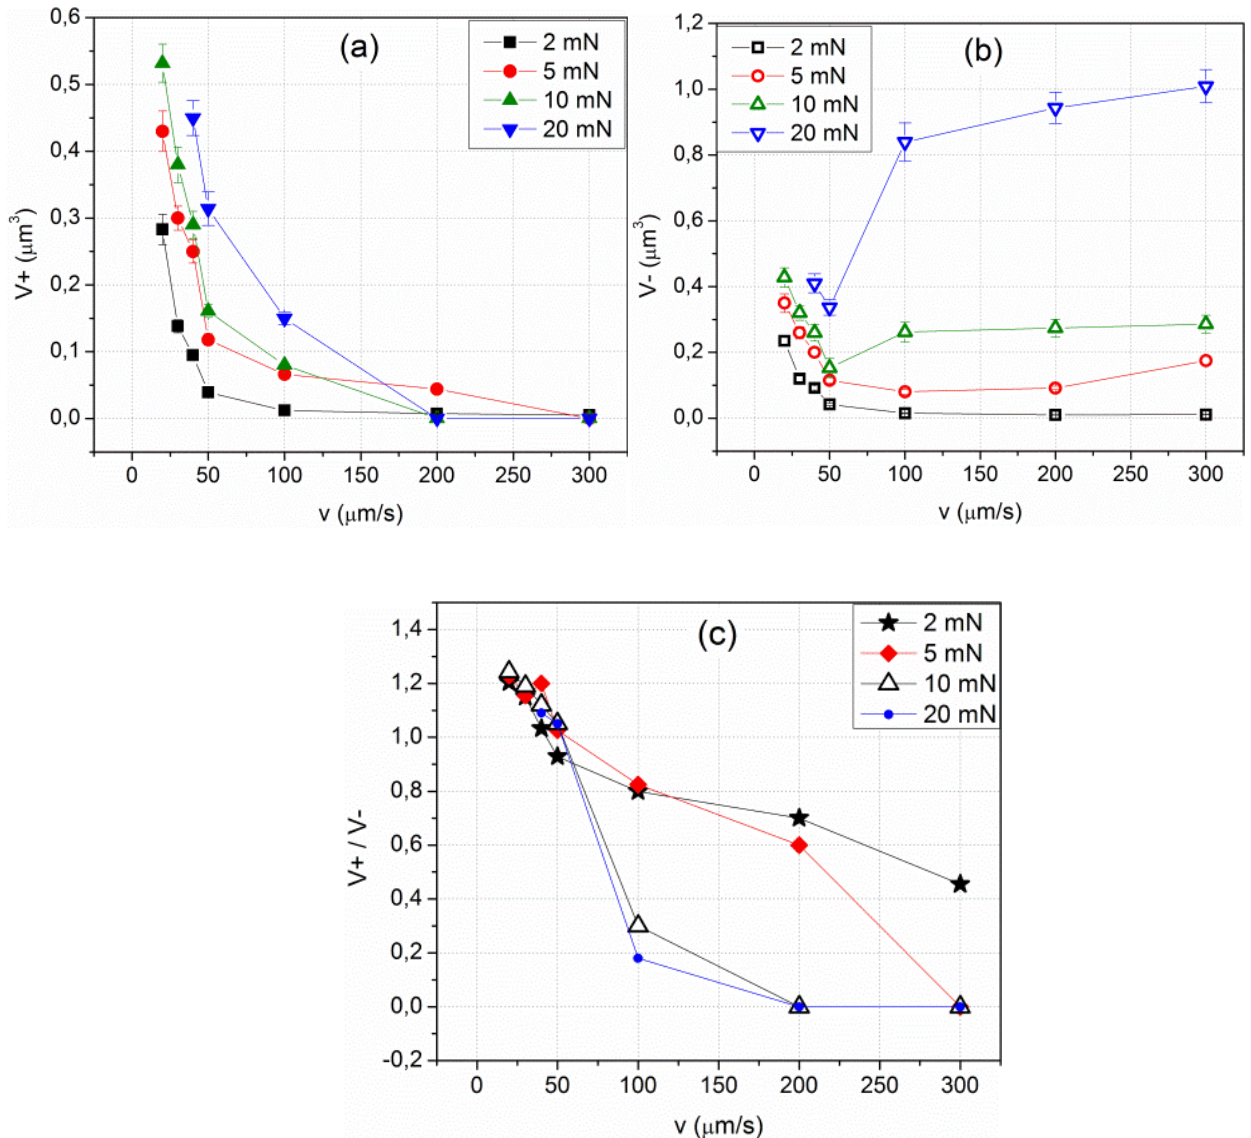 (a)
2 mN
5 mN
10 mN
20 mN
0,6
0,5
0,4
0,3
0,2
0,1
0,0
V+ (μm³)
0 50 100 150 200 250 300
v (μm/s)
(b)
2 mN
5 mN
10 mN
20 mN
1,2
1,0
0,8
0,6
0,4
0,2
0,0
V- (μm³)
0 50 100 150 200 250 300
v (μm/s)
(c)
2 mN
5 mN
10 mN
20 mN
1,4
1,2
1,0
0,8
0,6
0,4
0,2
0,0
-0,2
V+ / V-
0 50 100 150 200 250 300
v (μm/s)